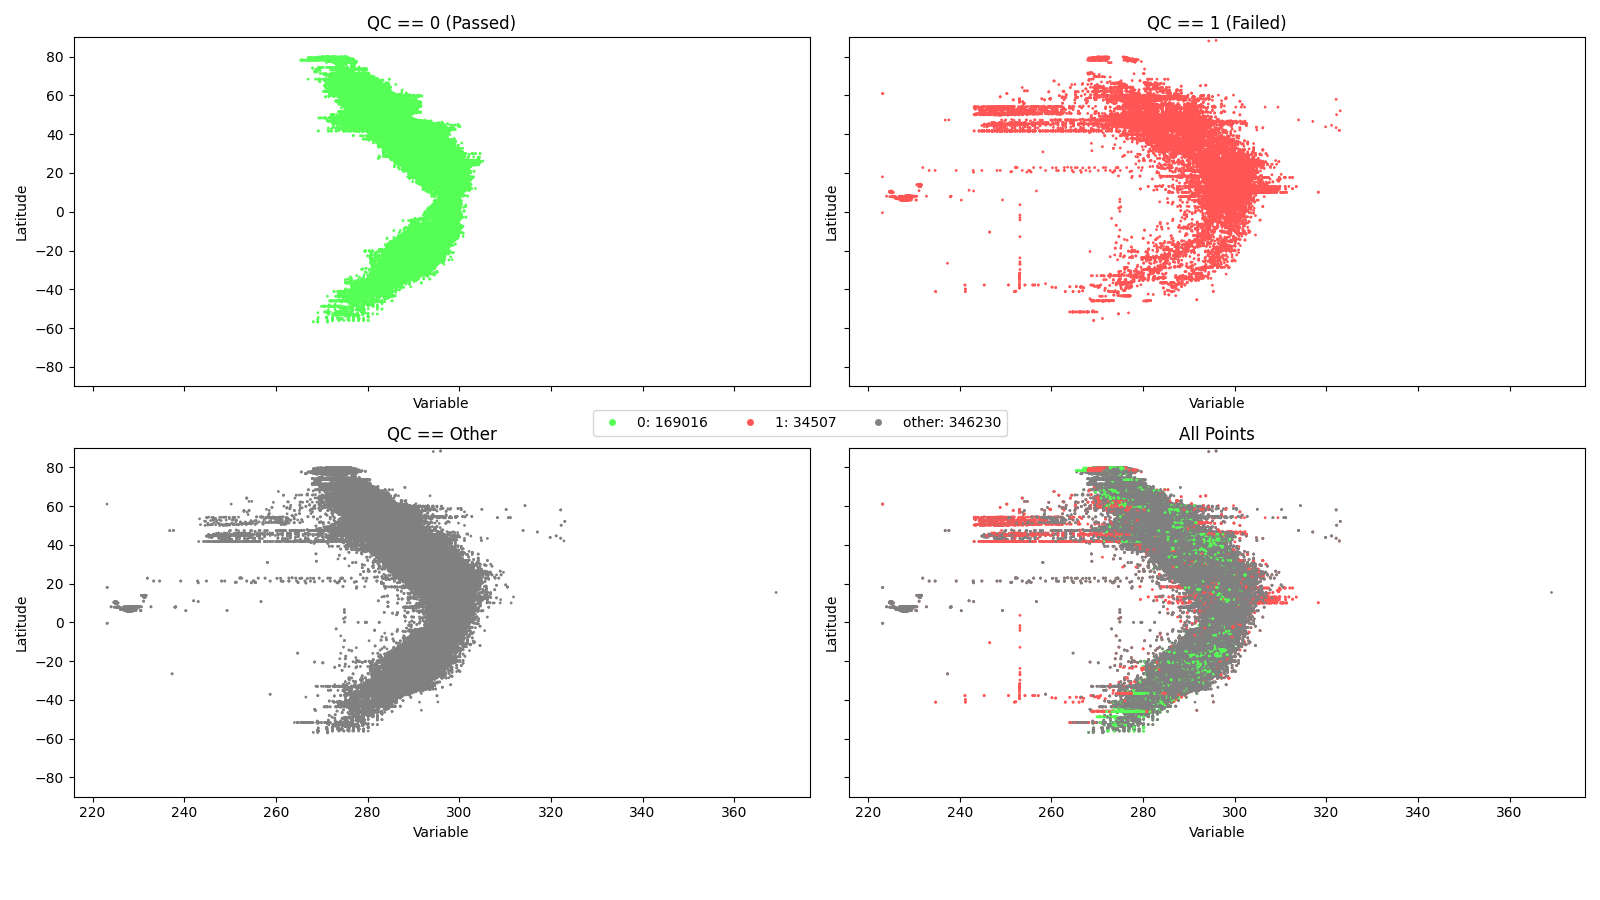 QC == 0 (Passed)
QC == 1 (Failed)
80
60
40
20
0
−20
−40
−60
−80
Latitude
Latitude
Variable
Variable
0: 169016
1: 34507
other: 346230
QC == Other
All Points
80
60
40
20
0
−20
−40
−60
−80
Latitude
Latitude
220
240
260
280
300
320
340
360
220
240
260
280
300
320
340
360
Variable
Variable